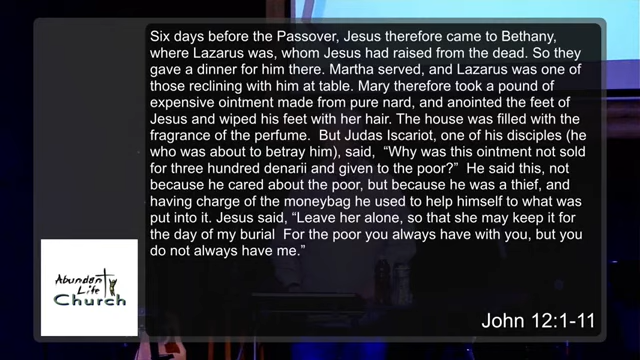 Six days before the Passover, Jesus therefore came to Bethany,
where Lazarus was, whom Jesus had raised from the dead. So they
gave a dinner for him there. Martha served, and Lazarus was one of
those reclining with him at table. Mary therefore took a pound of
expensive ointment made from pure nard, and anointed the feet of
Jesus and wiped his feet with her hair. The house was filled with the
fragrance of the perfume.  But Judas Iscariot, one of his disciples (he
who was about to betray him), said,  “Why was this ointment not sold
for three hundred denarii and given to the poor?”  He said this, not
because he cared about the poor, but because he was a thief, and
having charge of the moneybag he used to help himself to what was
put into it. Jesus said, “Leave her alone, so that she may keep it for
the day of my burial  For the poor you always have with you, but you
do not always have me.”
Abundant
Life
Church
John 12:1-11